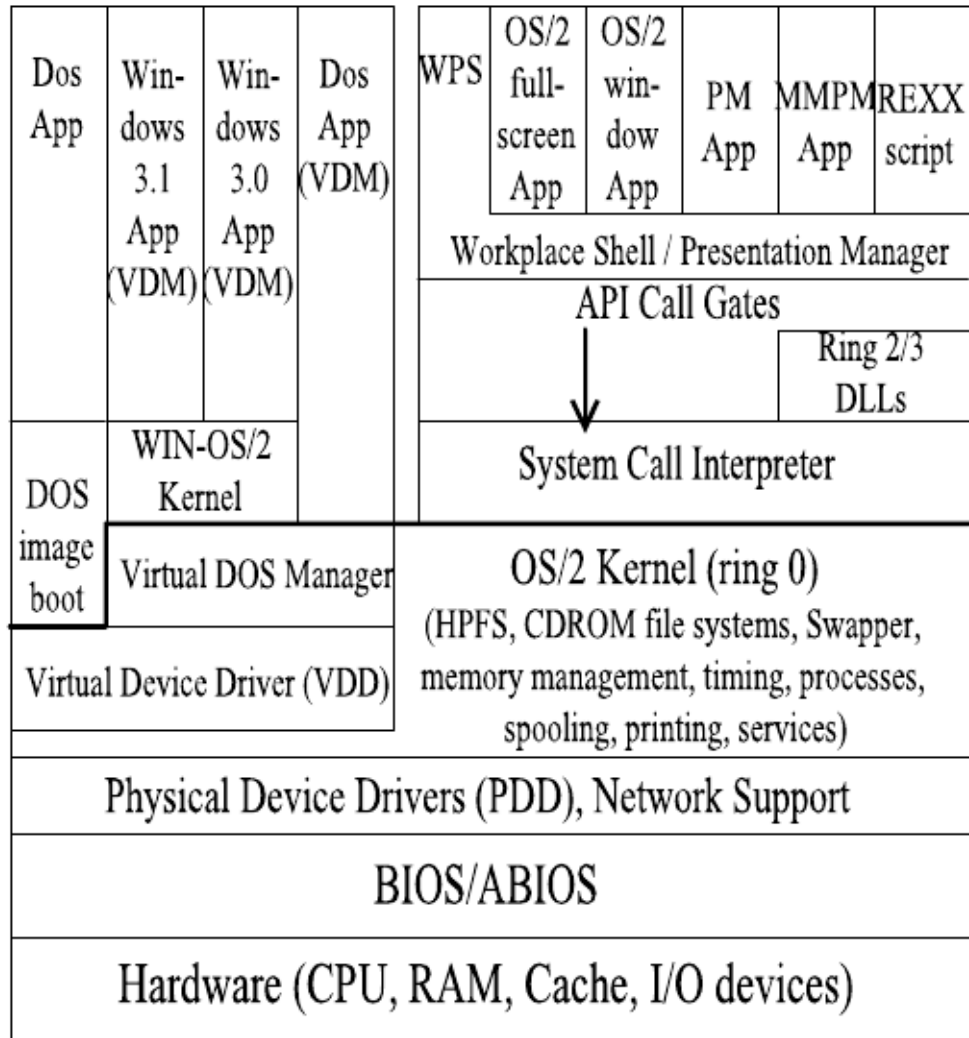 Dos
App
Win-
dows
3.1
App
(VDM)
Win-
dows
3.0
App
(VDM)
Dos
App
(VDM)
WPS
OS/2
full-
screen
App
OS/2
win-
dow
App
PM
App
MMPM
App
REXX
script
Workplace Shell / Presentation Manager
API Call Gates
Ring 2/3
DLLs
WIN-OS/2
Kernel
System Call Interpreter
DOS
image
boot
Virtual DOS Manager
OS/2 Kernel (ring 0)
(HPFS, CDROM file systems, Swapper,
memory management, timing, processes,
spooling, printing, services)
Virtual Device Driver (VDD)
Physical Device Drivers (PDD), Network Support
BIOS/ABIOS
Hardware (CPU, RAM, Cache, I/O devices)